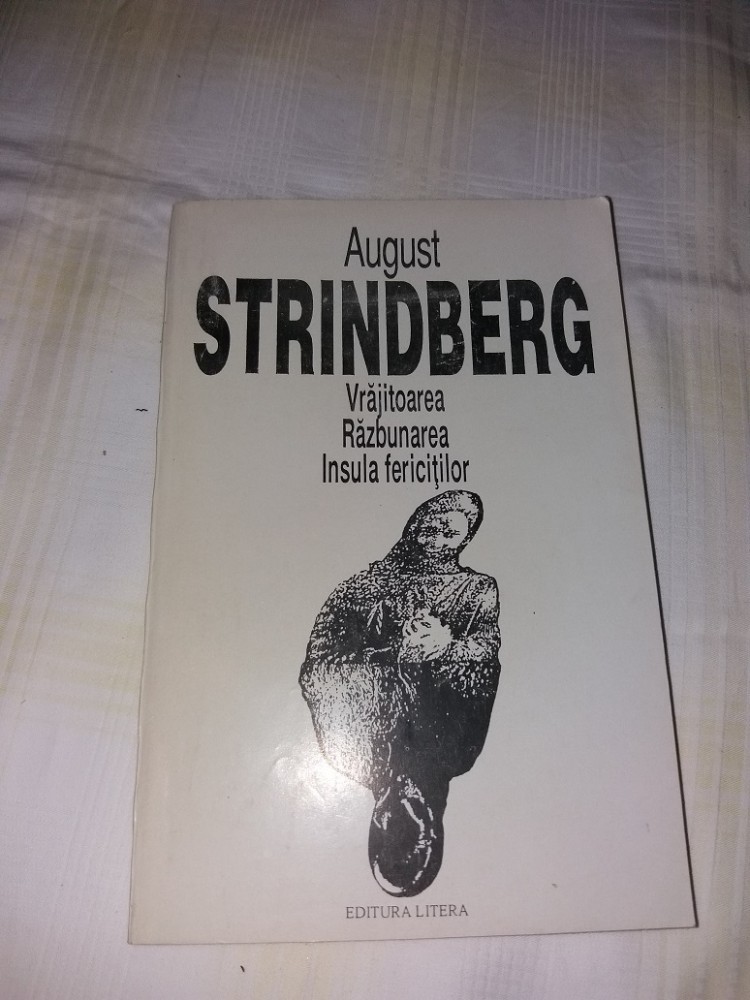 August
STRINDBERG
Vrăjitoarea
Răzbunarea
Insula fericiţilor
EDITURA LITERA